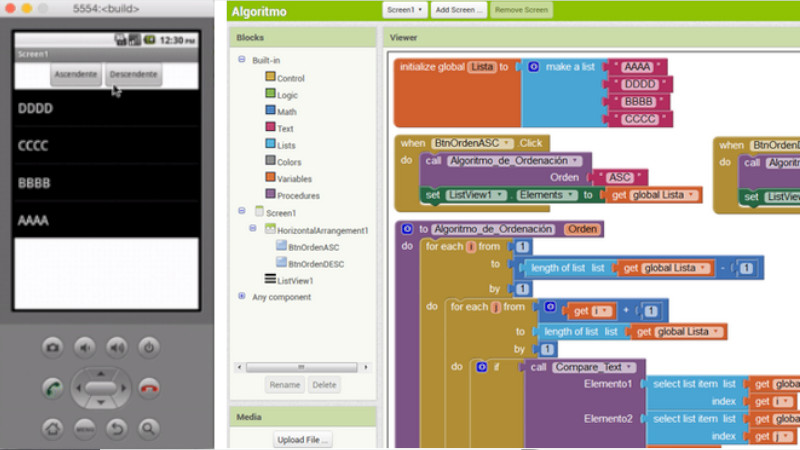 5554:<build>
12:30 PM
Screen1
Ascendente Descendente
DDDD
CCCC
BBBB
AAAA
MENU
Algoritmo
Screen1 Add Screen ... Remove Screen
Blocks
Built-in
Control
Logic
Math
Text
Lists
Colors
Variables
Procedures
Screen1
HorizontalArrangement1
BtnOrdenASC
BtnOrdenDESC
ListView1
Any component
Rename Delete
Media
Upload File ...
Viewer
initialize global Lista to make a list " AAAA "
" DDDD "
" BBBB "
" CCCC "
when BtnOrdenASC .Click
do call Algoritmo_de_Ordenación
Orden " ASC "
set ListView1 . Elements to get global Lista
when BtnOrdenD
do call Algorit
set ListView
to Algoritmo_de_Ordenación Orden
do for each i from 1
to length of list list get global Lista - 1
by 1
do for each j from get i + 1
to length of list list get global Lista
by 1
do if call Compare_Text
Elemento1 select list item list get globa
index get i
Elemento2 select list item list get globa
index get j